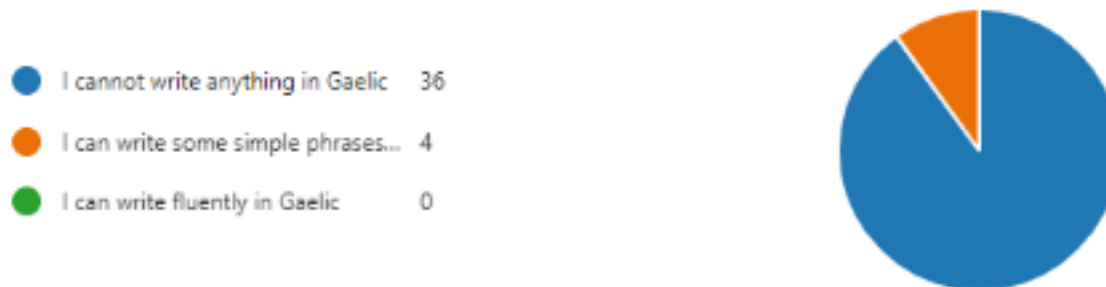 I cannot write anything in Gaelic 36
I can write some simple phrases... 4
I can write fluently in Gaelic 0